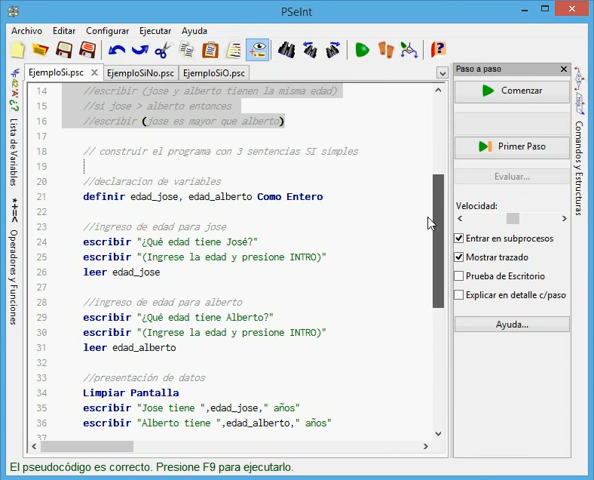 PSeInt
Archivo Editar Configurar Ejecutar Ayuda
EjemploSi.psc EjemploSiNo.psc EjemploSiO.psc
Lista de Variables
Operadores y Funciones
14 //escribir (jose y alberto tienen la misma edad)
15 //si jose > alberto entonces
16 //escribir (jose es mayor que alberto)
17
18 // construir el programa con 3 sentencias SI simples
19
20 //declaracion de variables
21 definir edad_jose, edad_alberto Como Entero
22
23 //ingreso de edad para jose
24 escribir "¿Qué edad tiene José?"
25 escribir "(Ingrese la edad y presione INTRO)"
26 leer edad_jose
28
29 //ingreso de edad para alberto
29 escribir "¿Qué edad tiene Alberto?"
30 escribir "(Ingrese la edad y presione INTRO)"
31 leer edad_alberto
32
33 //presentación de datos
34 Limpiar Pantalla
35 escribir "Jose tiene ",edad_jose," años"
36 escribir "Alberto tiene ",edad_alberto," años"
37
Paso a paso
Comenzar
Primer Paso
Evaluar...
Velocidad:
Entrar en subprocesos
Mostrar trazado
Prueba de Escritorio
Explicar en detalle c/paso
Ayuda...
Comandos y Estructuras
El pseudocódigo es correcto. Presione F9 para ejecutarlo.